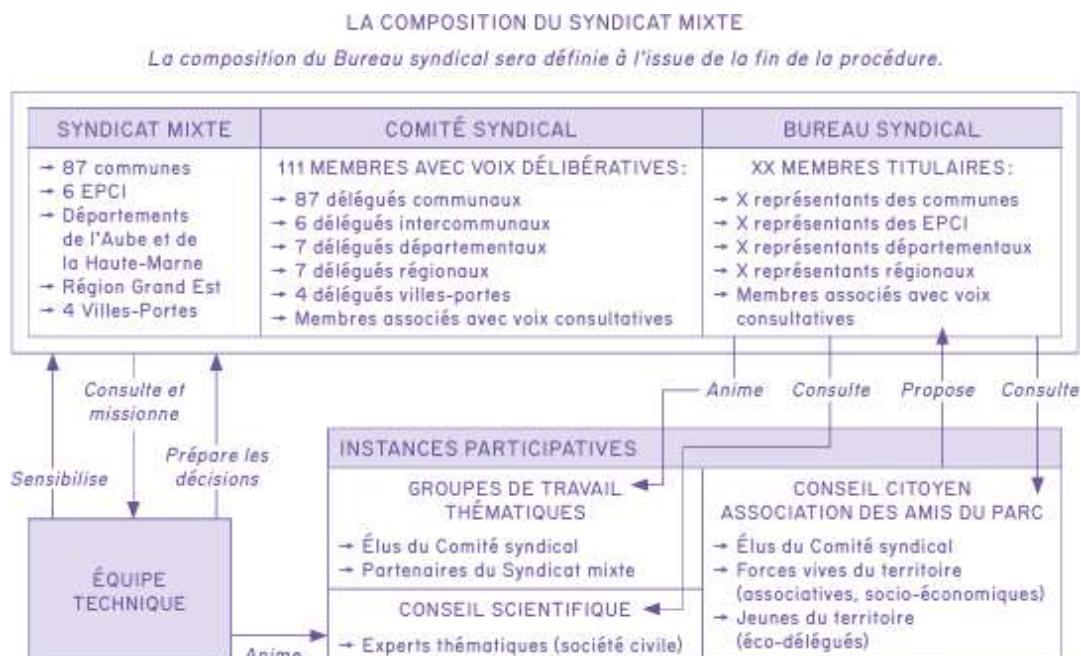 LA COMPOSITION DU SYNDICAT MIXTE
La composition du Bureau syndical sera définie à l'issue de la fin de la procédure.
SYNDICAT MIXTE
→ 87 communes
→ 6 EPCI
→ Départements
de l'Aube et de
la Haute-Marne
→ Région Grand Est
→ 4 Villes-Portes
COMITÉ SYNDICAL
111 MEMBRES AVEC VOIX DÉLIBÉRATIVES :
→ 87 délégués communaux
→ 6 délégués intercommunaux
→ 7 délégués départementaux
→ 7 délégués régionaux
→ 4 délégués villes-portes
→ Membres associés avec voix consultatives
BUREAU SYNDICAL
XX MEMBRES TITULAIRES :
→ X représentants des communes
→ X représentants des EPCI
→ X représentants départementaux
→ X représentants régionaux
→ Membres associés avec voix
consultatives
Consulte et
missionne
Sensibilise
Prépare les
décisions
Anime
Consulte
Propose
Consulte
ÉQUIPE
TECHNIQUE
Anime
INSTANCES PARTICIPATIVES
GROUPES DE TRAVAIL
THÉMATIQUES
→ Élus du Comité syndical
→ Partenaires du Syndicat mixte
CONSEIL SCIENTIFIQUE
→ Experts thématiques (société civile)
CONSEIL CITOYEN
ASSOCIATION DES AMIS DU PARC
→ Élus du Comité syndical
→ Forces vives du territoire
(associatives, socio-économiques)
→ Jeunes du territoire
(éco-délégués)